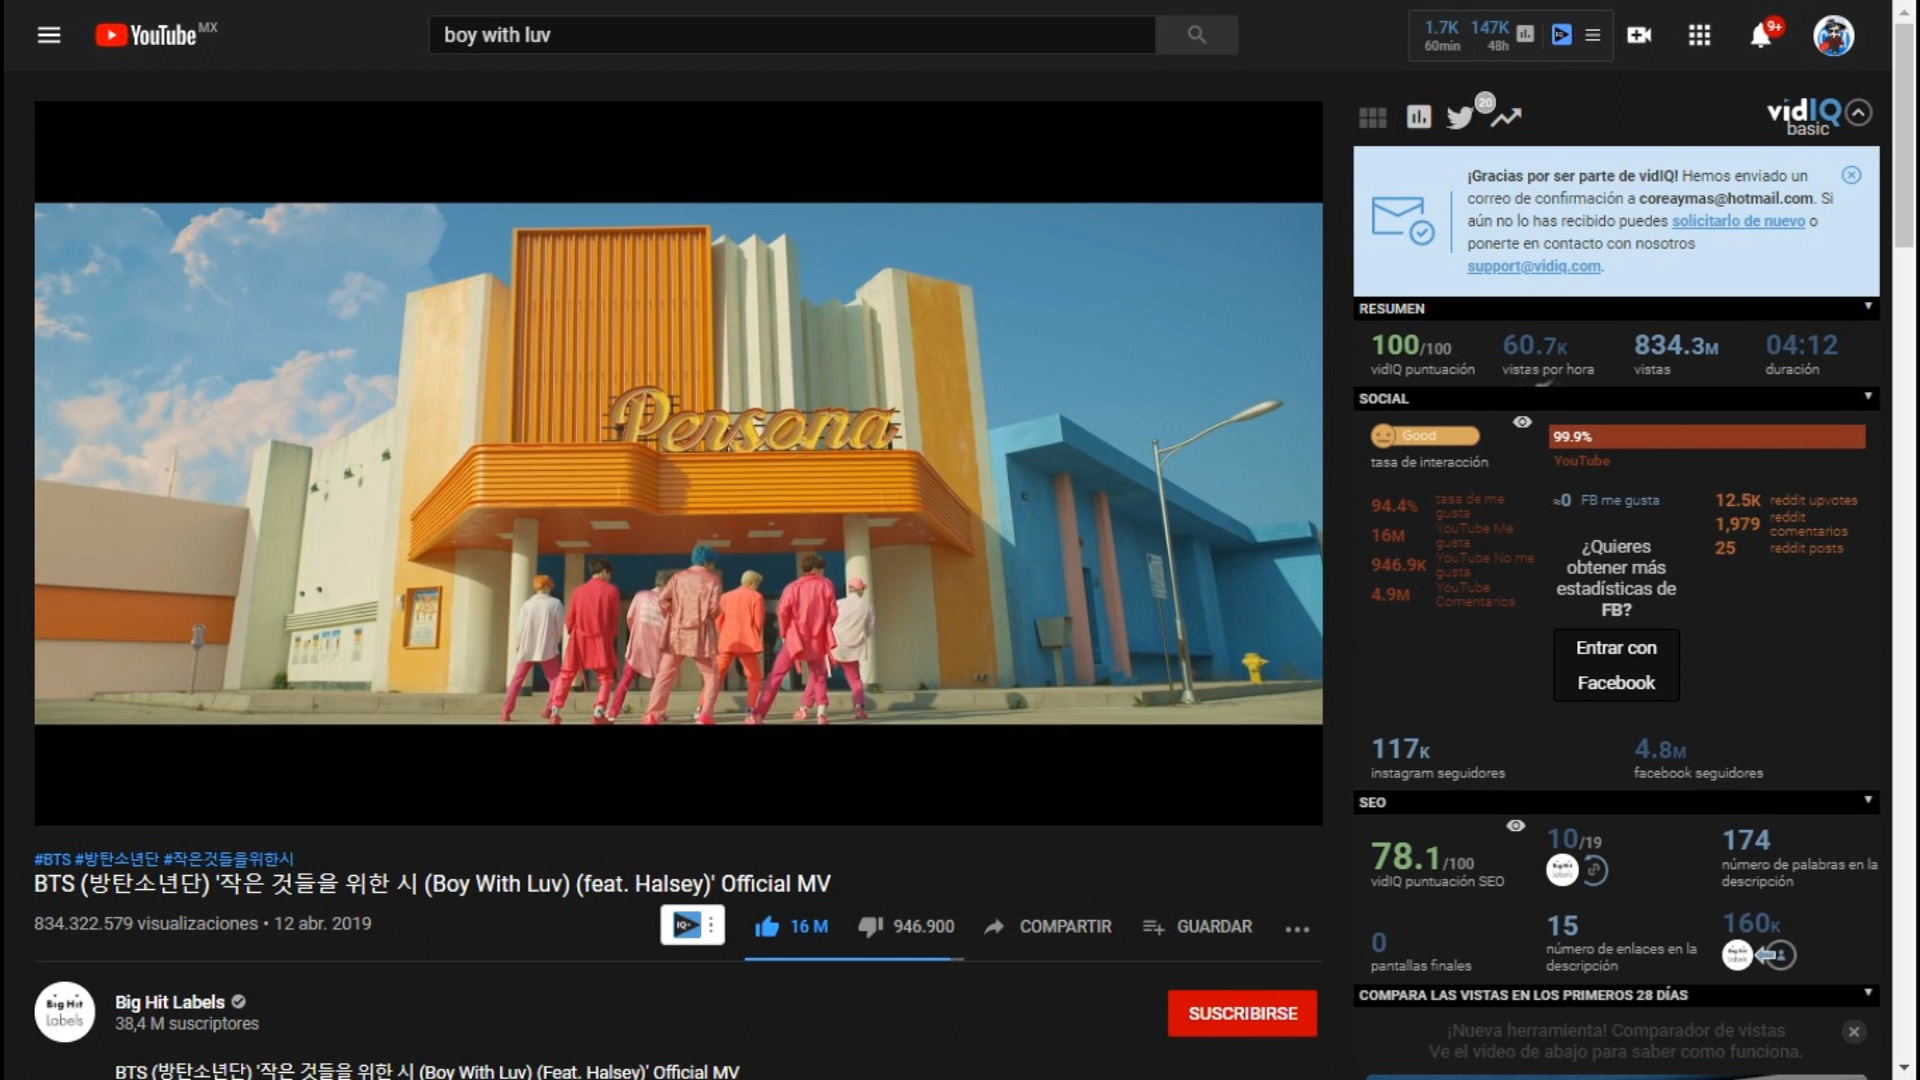 YouTube MX
boy with luv
1.7K 147K
60min 48h
9+
20
vidIQ
basic
¡Gracias por ser parte de vidIQ! Hemos enviado un
correo de confirmación a coreaymas@hotmail.com. Si
aún no lo has recibido puedes solicitarlo de nuevo o
ponerte en contacto con nosotros
support@vidiq.com.
RESUMEN
100/100
vidIQ puntuación
60.7K
vistas por hora
834.3M
vistas
04:12
duración
SOCIAL
Good
tasa de interacción
99.9%
YouTube
94.4% tasa de me gusta
16M YouTube Me gusta
946.9K YouTube No me gusta
4.9M YouTube Comentarios
≈0 FB me gusta
¿Quieres
obtener más
estadísticas de
FB?
Entrar con
Facebook
12.5K reddit upvotes
1,979 reddit comentarios
25 reddit posts
117K
instagram seguidores
4.8M
facebook seguidores
SEO
78.1/100
vidIQ puntuación SEO
10/19
174
número de palabras en la
descripción
0
pantallas finales
15
número de enlaces en la
descripción
160K
COMPARA LAS VISTAS EN LOS PRIMEROS 28 DÍAS
¡Nueva herramienta! Comparador de vistas
Ve el vídeo de abajo para saber como funciona.
Persona
#BTS #방탄소년단 #작은것들을위한시
BTS (방탄소년단) '작은 것들을 위한 시 (Boy With Luv) (feat. Halsey)' Official MV
834.322.579 visualizaciones • 12 abr. 2019
IQ
16 M
946.900
COMPARTIR
GUARDAR
Big Hit
Labels
Big Hit Labels
38,4 M suscriptores
SUSCRIBIRSE
BTS (방탄소년단) '작은 것들을 위한 시 (Boy With Luv) (Feat. Halsey)' Official MV